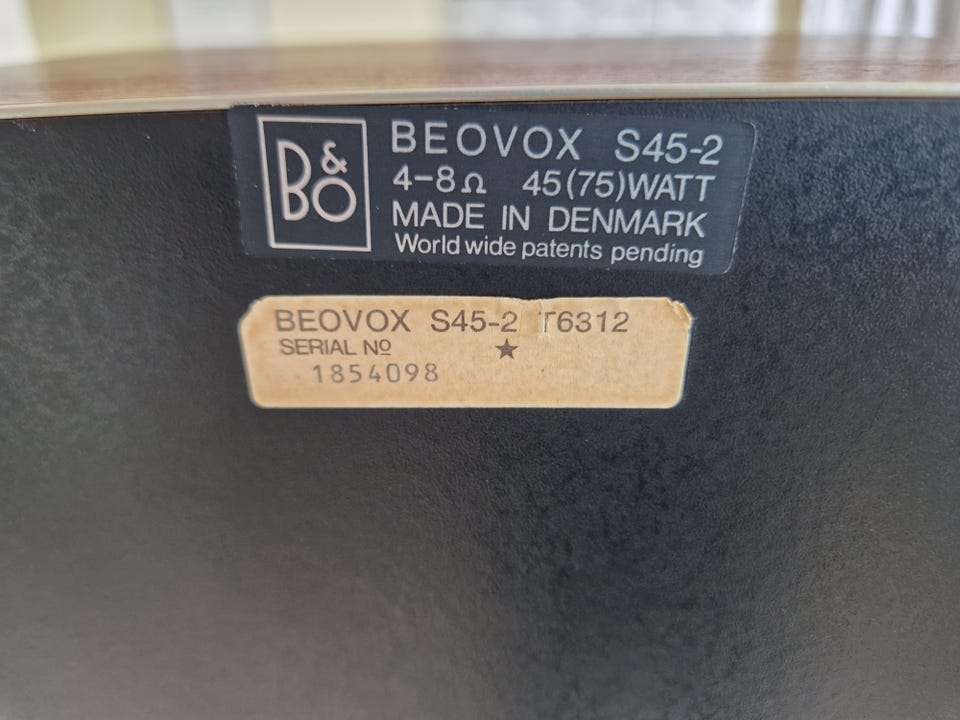 B&O
BEOVOX S45-2
4-8Ω 45(75)WATT
MADE IN DENMARK
World wide patents pending
BEOVOX S45-2 T6312
SERIAL Nº ★
1854098